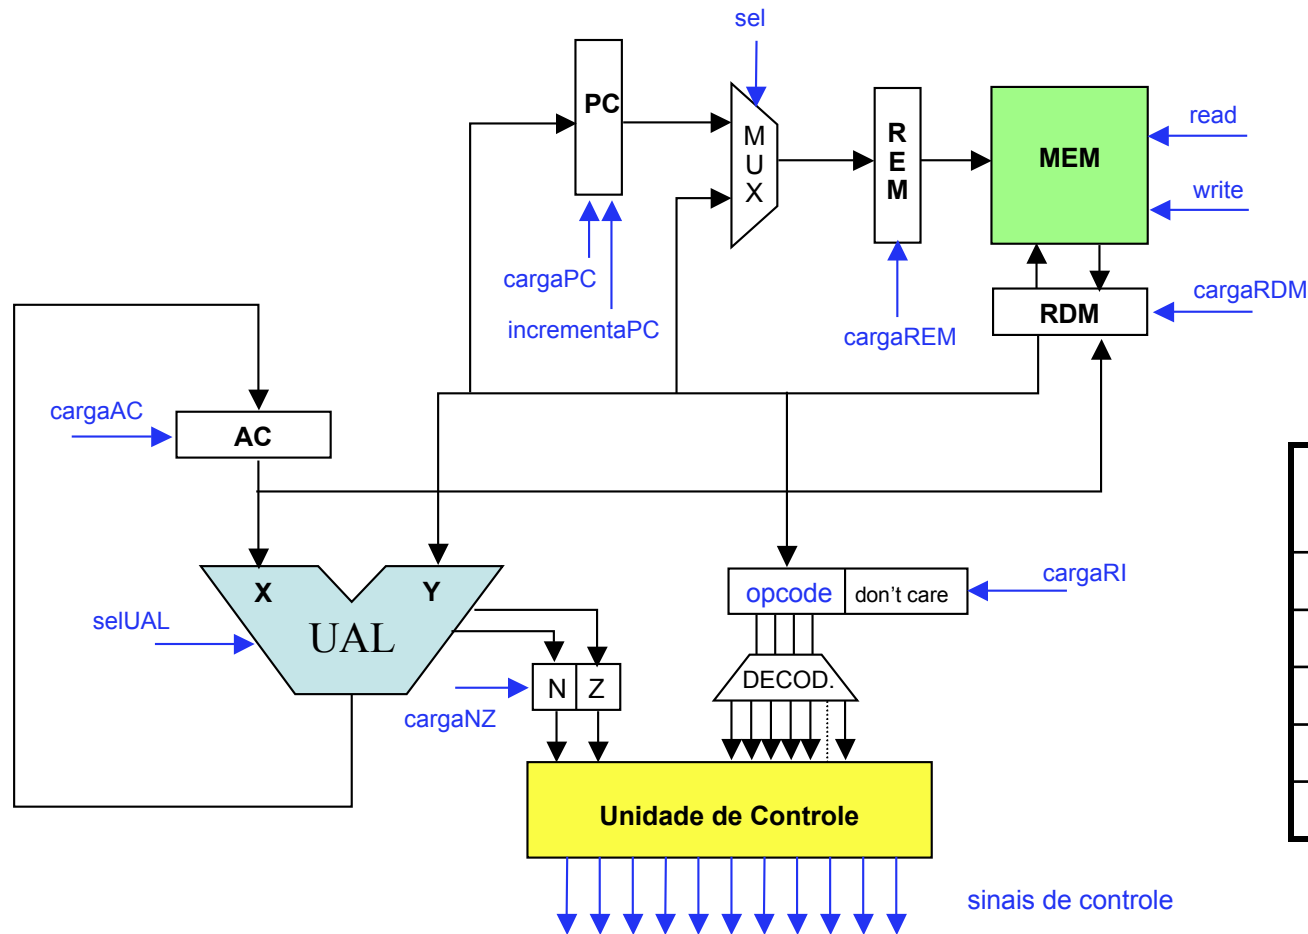 sel
PC
M
U
X
R
E
M
MEM
read
write
cargaPC
incrementaPC
cargaREM
RDM
cargaRDM
cargaAC
AC
X
Y
UAL
selUAL
opcode
don't care
cargaRI
N
Z
cargaNZ
DECOD.
Unidade de Controle
sinais de controle